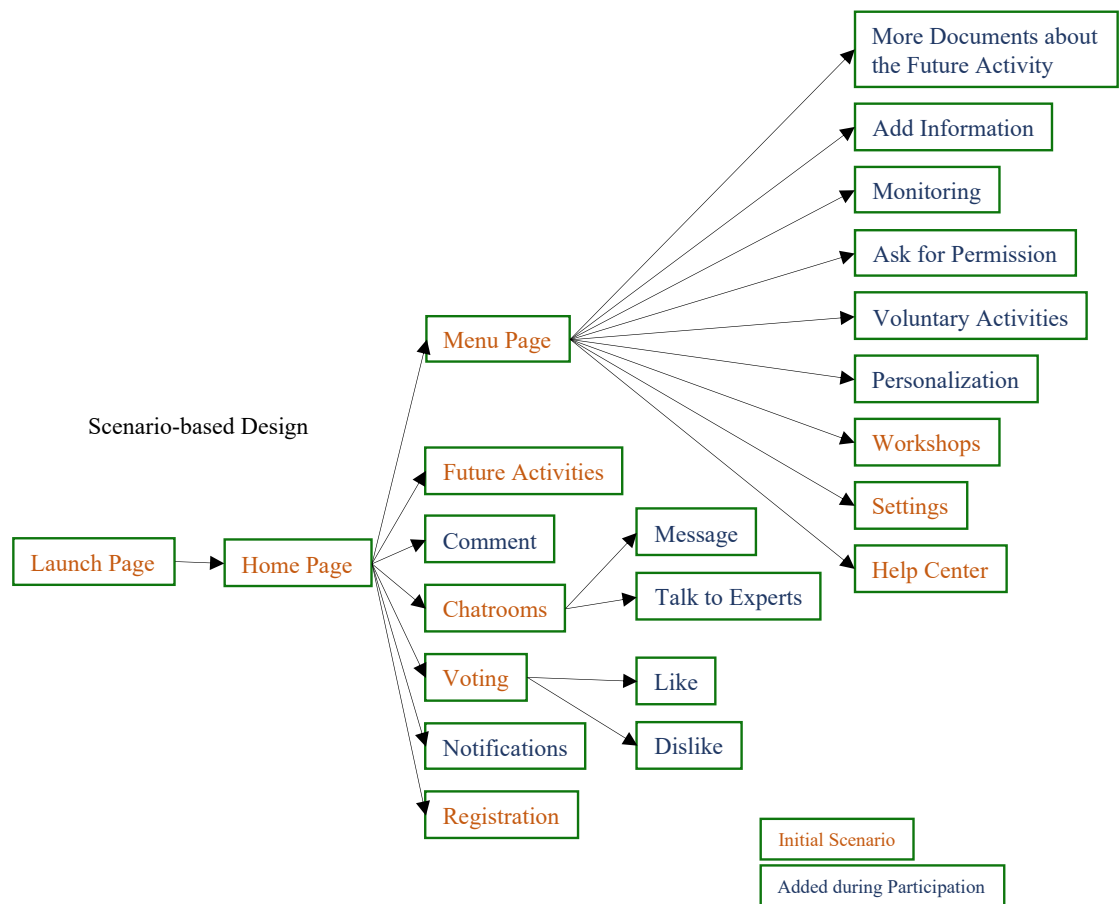 More Documents about
the Future Activity
Add Information
Monitoring
Ask for Permission
Menu Page
Voluntary Activities
Personalization
Scenario-based Design
Workshops
Future Activities
Settings
Comment
Message
Launch Page
Home Page
Help Center
Chatrooms
Talk to Experts
Voting
Like
Notifications
Dislike
Registration
Initial Scenario
Added during Participation